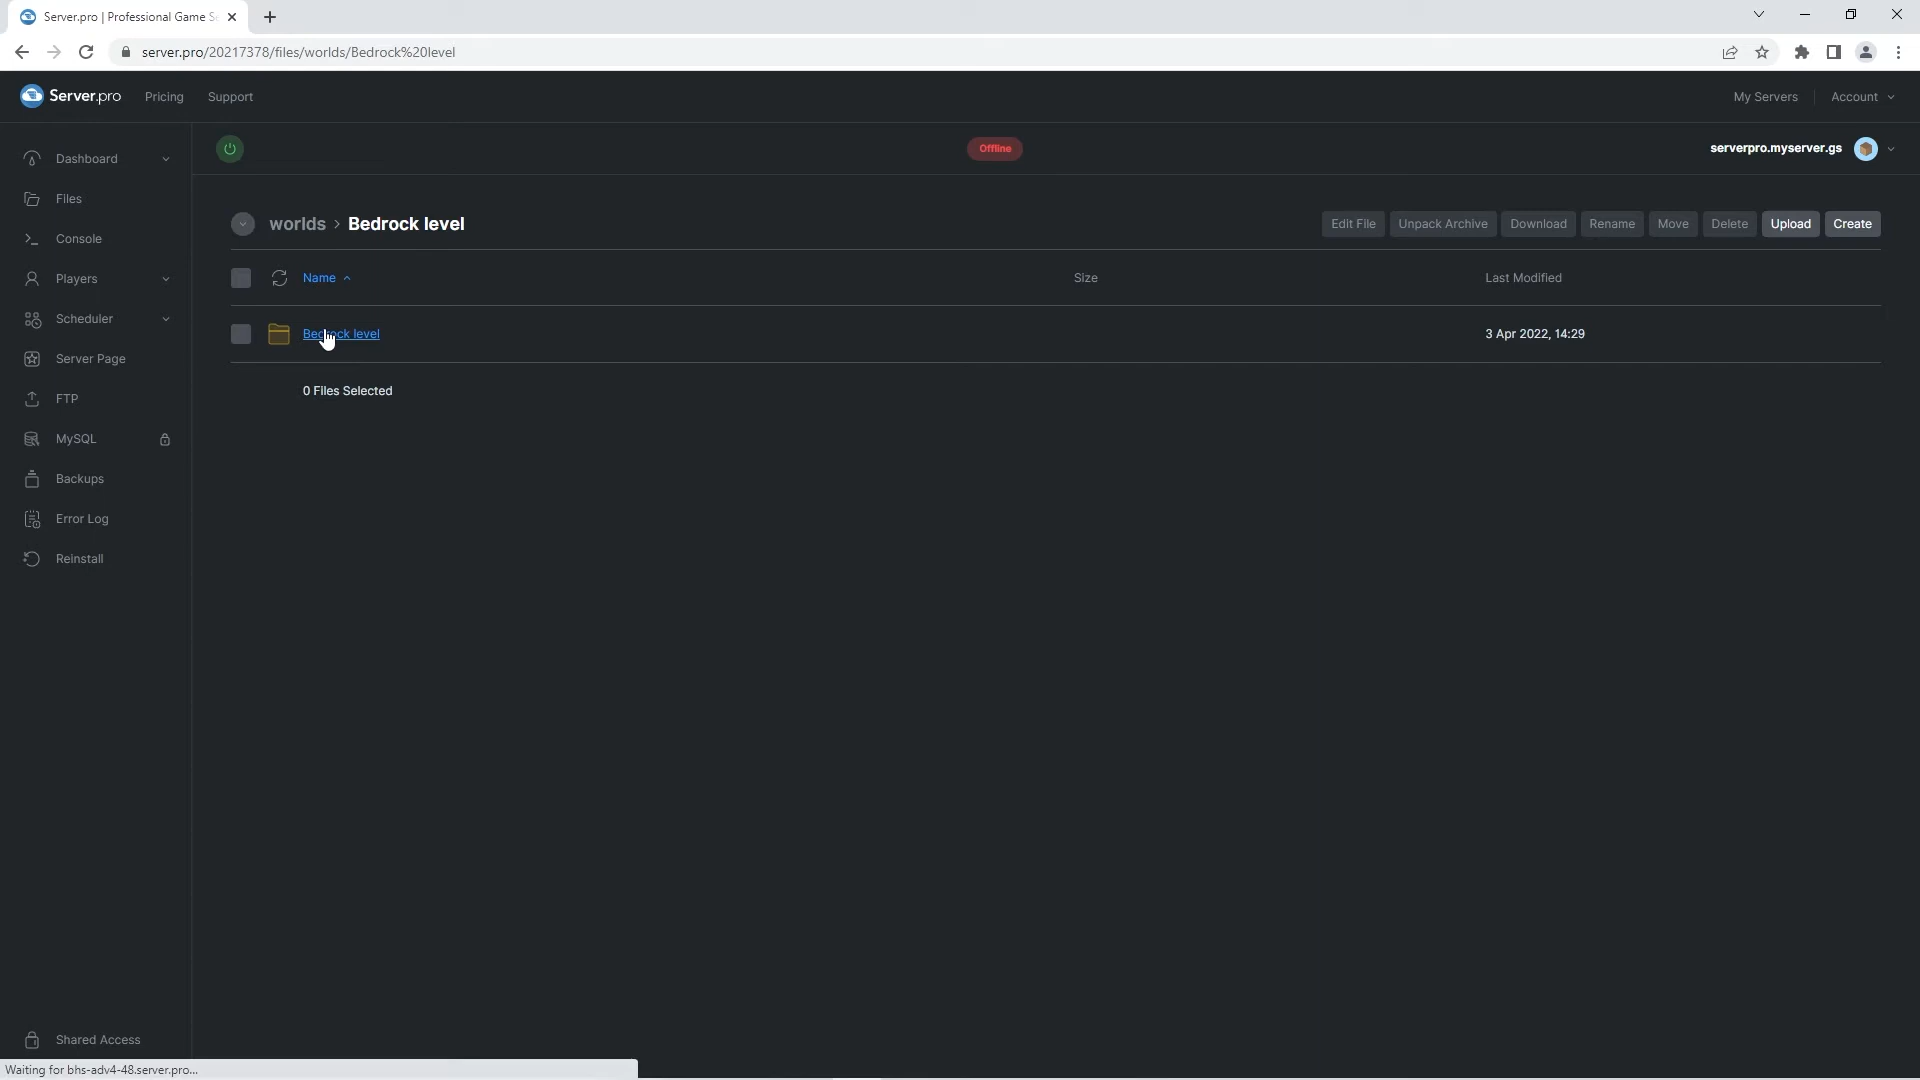 Server.pro | Professional Game S
server.pro/20217378/files/worlds/Bedrock%20level
Server.pro
Pricing
Support
My Servers
Account
Dashboard
Offline
serverpro.myserver.gs
Files
Console
Players
Scheduler
Server Page
FTP
MySQL
Backups
Error Log
Reinstall
Shared Access
worlds > Bedrock level
Edit File
Unpack Archive
Download
Rename
Move
Delete
Upload
Create
Name
Size
Last Modified
Bedrock level
3 Apr 2022, 14:29
0 Files Selected
Waiting for bhs-adv4-48.server.pro...